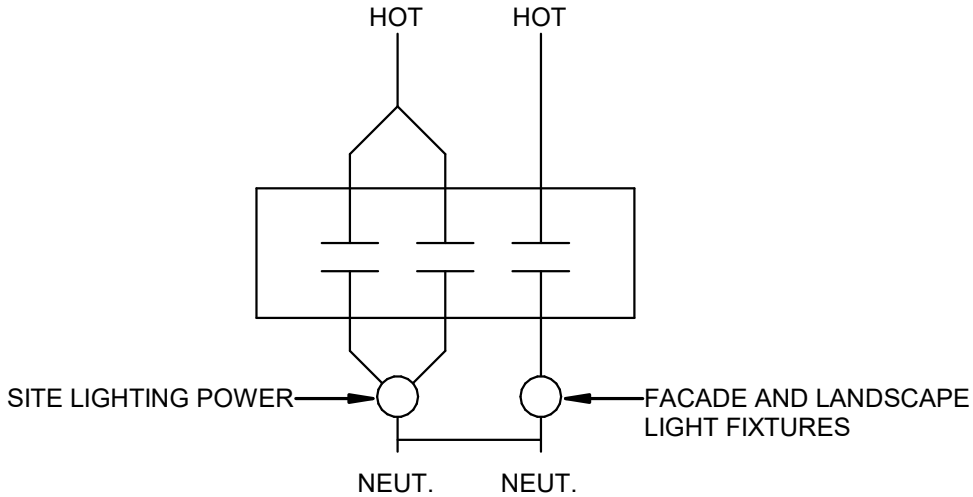 HOT
HOT
SITE LIGHTING POWER
FACADE AND LANDSCAPE
LIGHT FIXTURES
NEUT.
NEUT.